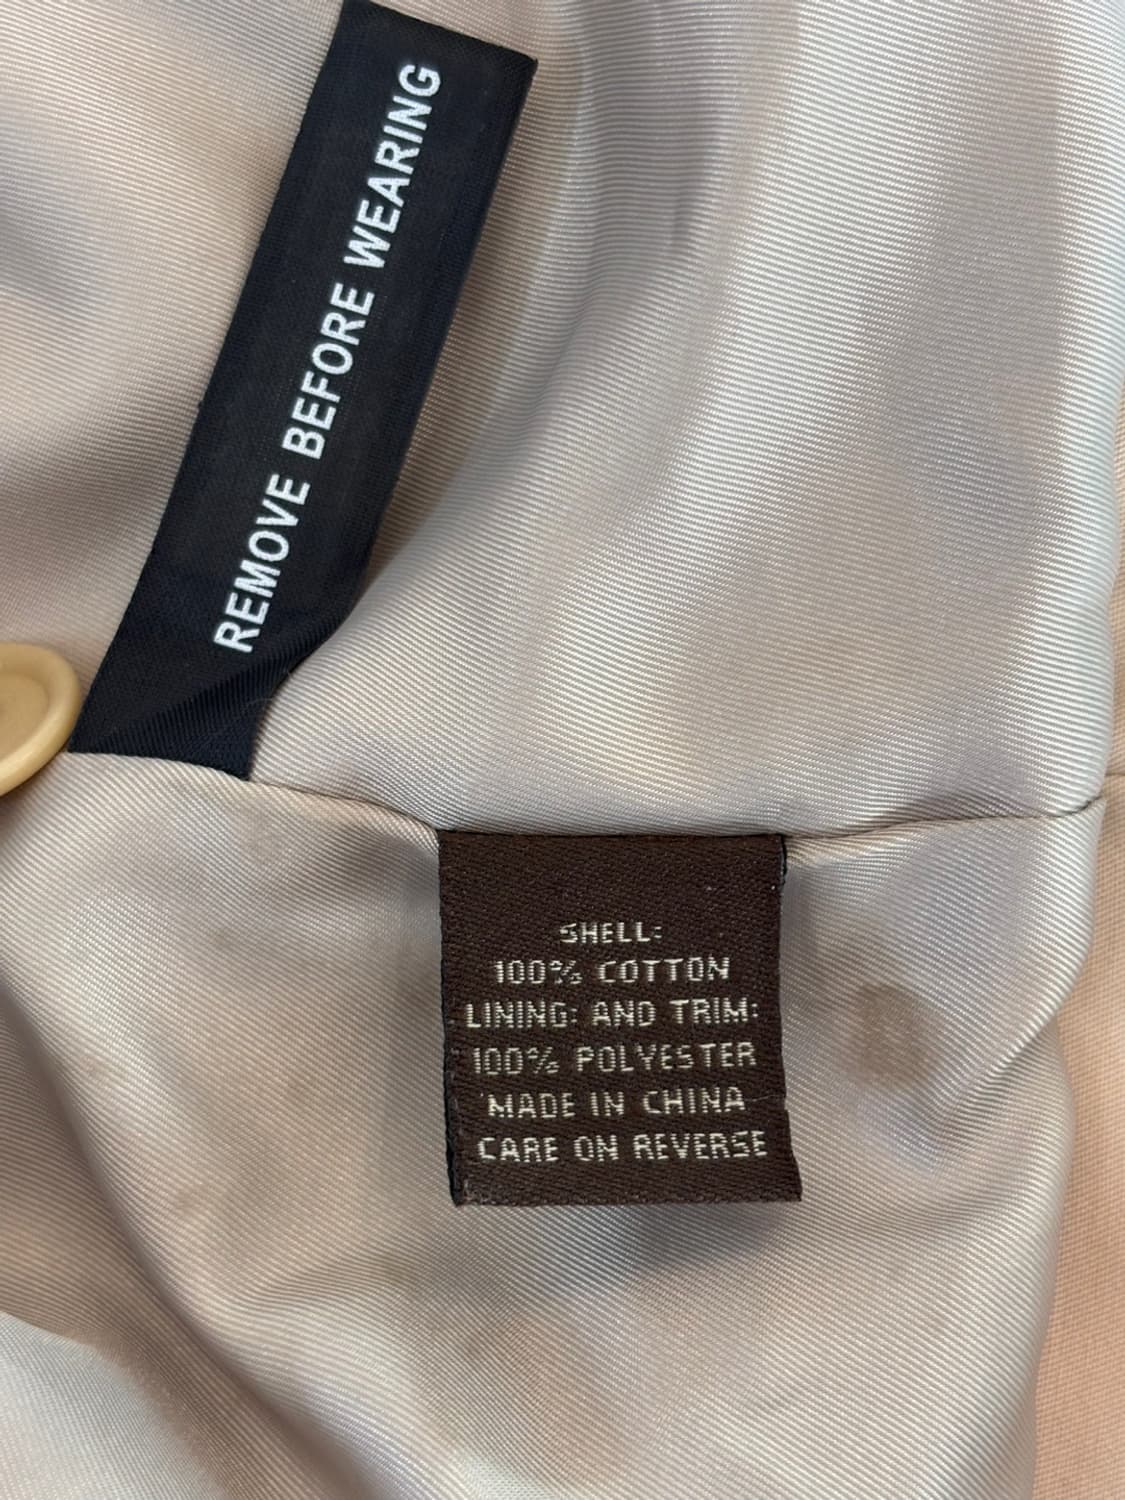 REMOVE BEFORE WEARING
SHELL:
100% COTTON
LINING: AND TRIM:
100% POLYESTER
MADE IN CHINA
CARE ON REVERSE